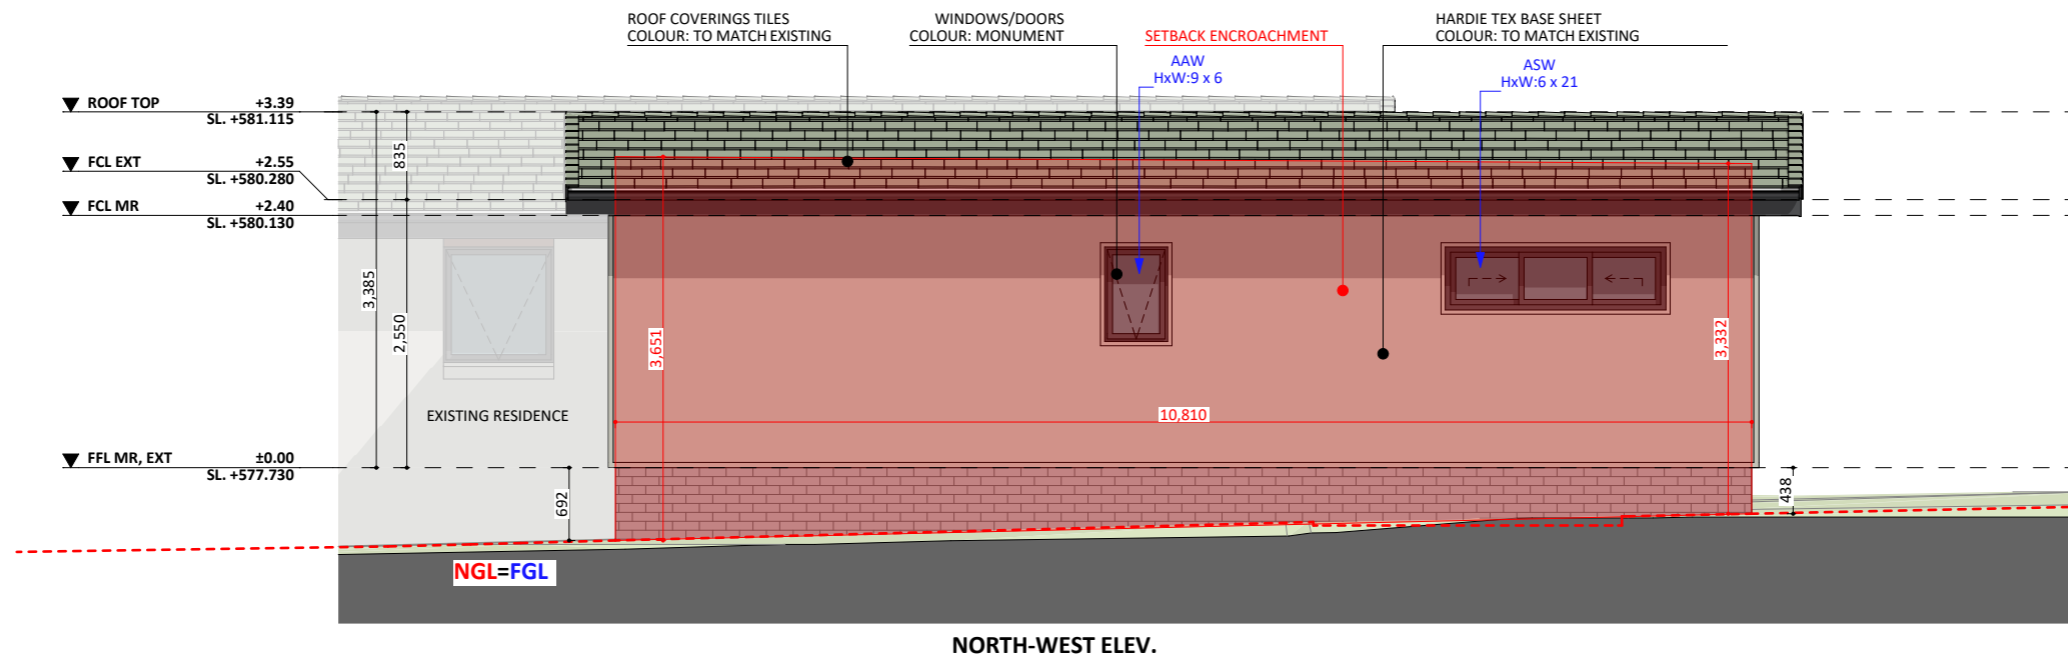 ROOF COVERINGS TILES
COLOUR: TO MATCH EXISTING
WINDOWS/DOORS
COLOUR: MONUMENT
SETBACK ENCROACHMENT
HARDIE TEX BASE SHEET
COLOUR: TO MATCH EXISTING
AAW
HxW:9 x 6
ASW
HxW:6 x 21
ROOF TOP +3.39
SL. +581.115
FCL EXT +2.55
SL. +580.280
FCL MR +2.40
SL. +580.130
835
3,385
2,550
3,651
3,332
10,810
EXISTING RESIDENCE
FFL MR, EXT ±0.00
SL. +577.730
692
438
NGL=FGL
NORTH-WEST ELEV.